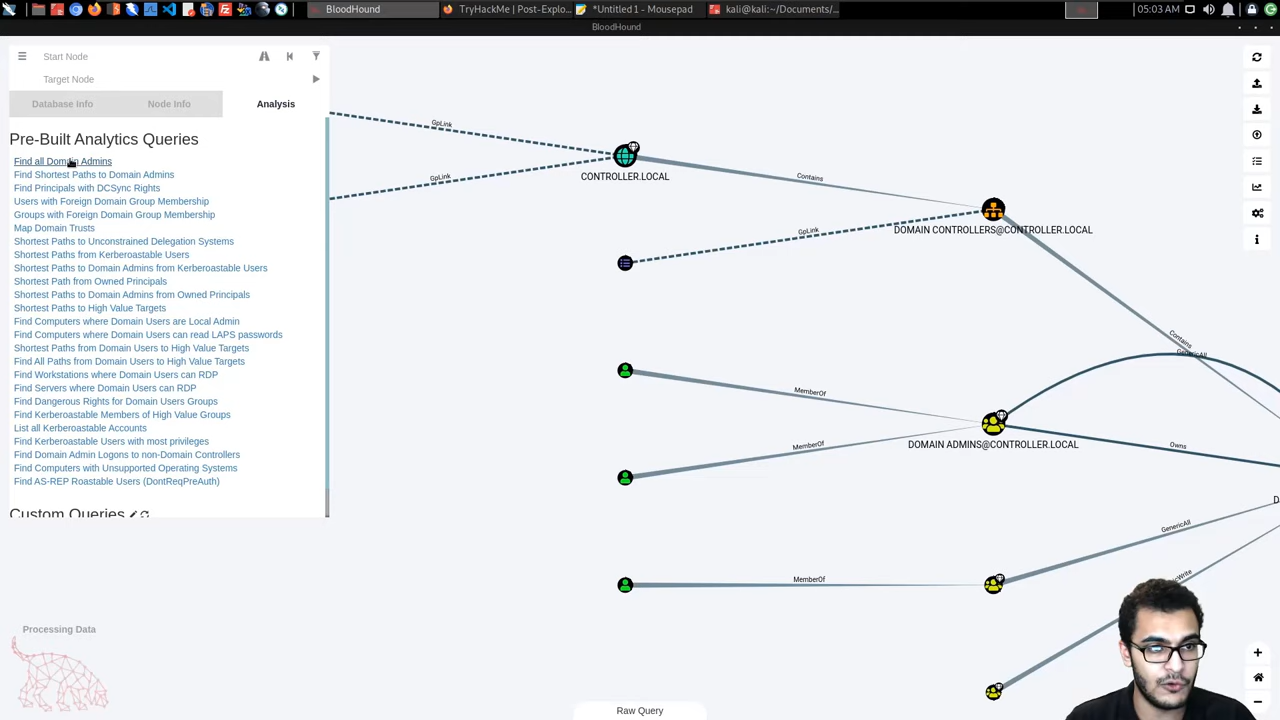 BloodHound
TryHackMe | Post-Explo...
*Untitled 1 - Mousepad
kali@kali:~/Documents/...
05:03 AM
BloodHound
Start Node
Target Node
Database Info
Node Info
Analysis
Pre-Built Analytics Queries
Find all Domain Admins
Find Shortest Paths to Domain Admins
Find Principals with DCSync Rights
Users with Foreign Domain Group Membership
Groups with Foreign Domain Group Membership
Map Domain Trusts
Shortest Paths to Unconstrained Delegation Systems
Shortest Paths from Kerberoastable Users
Shortest Paths to Domain Admins from Kerberoastable Users
Shortest Path from Owned Principals
Shortest Paths to Domain Admins from Owned Principals
Shortest Paths to High Value Targets
Find Computers where Domain Users are Local Admin
Find Computers where Domain Users can read LAPS passwords
Shortest Paths from Domain Users to High Value Targets
Find All Paths from Domain Users to High Value Targets
Find Workstations where Domain Users can RDP
Find Servers where Domain Users can RDP
Find Dangerous Rights for Domain Users Groups
Find Kerberoastable Members of High Value Groups
List all Kerberoastable Accounts
Find Kerberoastable Users with most privileges
Find Domain Admin Logons to non-Domain Controllers
Find Computers with Unsupported Operating Systems
Find AS-REP Roastable Users (DontReqPreAuth)
Custom Queries
Processing Data
GpLink
GpLink
CONTROLLER.LOCAL
Contains
GpLink
DOMAIN CONTROLLERS@CONTROLLER.LOCAL
Contains
GenericAll
MemberOf
MemberOf
DOMAIN ADMINS@CONTROLLER.LOCAL
Owns
GenericAll
MemberOf
Raw Query